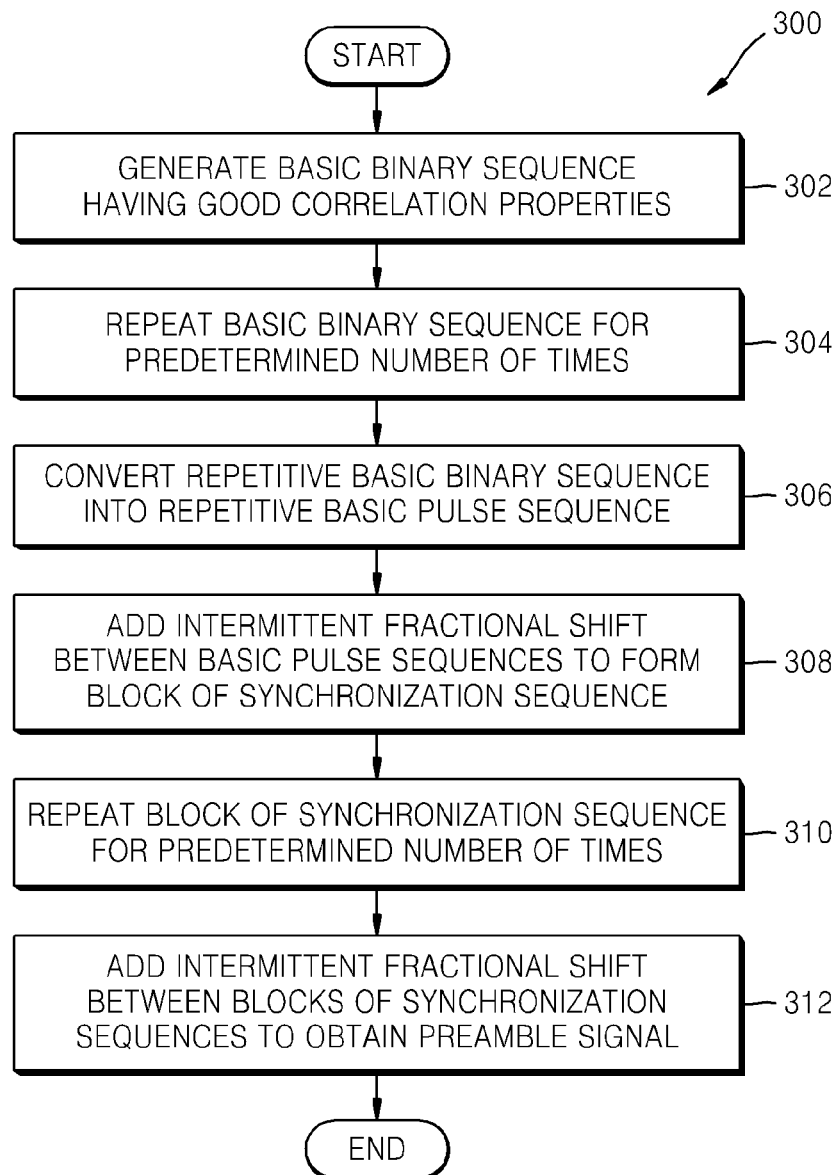 300
START
GENERATE BASIC BINARY SEQUENCE
HAVING GOOD CORRELATION PROPERTIES
302
REPEAT BASIC BINARY SEQUENCE FOR
PREDETERMINED NUMBER OF TIMES
304
CONVERT REPETITIVE BASIC BINARY SEQUENCE
INTO REPETITIVE BASIC PULSE SEQUENCE
306
ADD INTERMITTENT FRACTIONAL SHIFT
BETWEEN BASIC PULSE SEQUENCES TO FORM
BLOCK OF SYNCHRONIZATION SEQUENCE
308
REPEAT BLOCK OF SYNCHRONIZATION SEQUENCE
FOR PREDETERMINED NUMBER OF TIMES
310
ADD INTERMITTENT FRACTIONAL SHIFT
BETWEEN BLOCKS OF SYNCHRONIZATION
SEQUENCES TO OBTAIN PREAMBLE SIGNAL
312
END